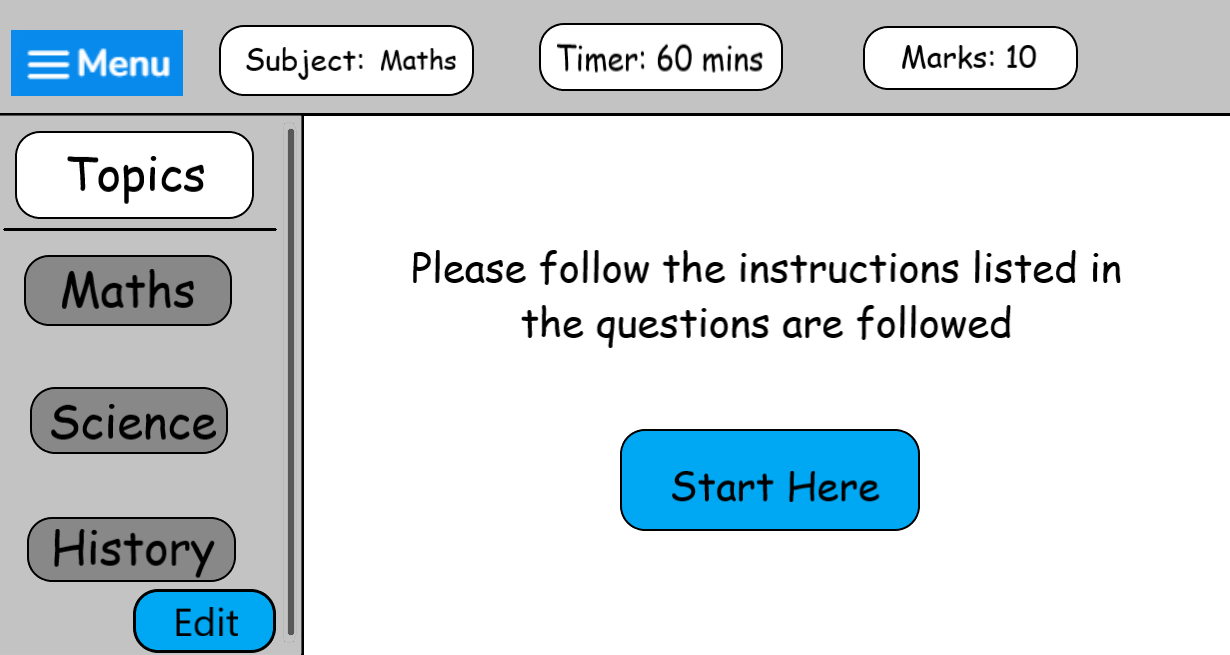 Menu
Subject: Maths
Timer: 60 mins
Marks: 10
Topics
Maths
Science
History
Edit
Please follow the instructions listed in
the questions are followed
Start Here